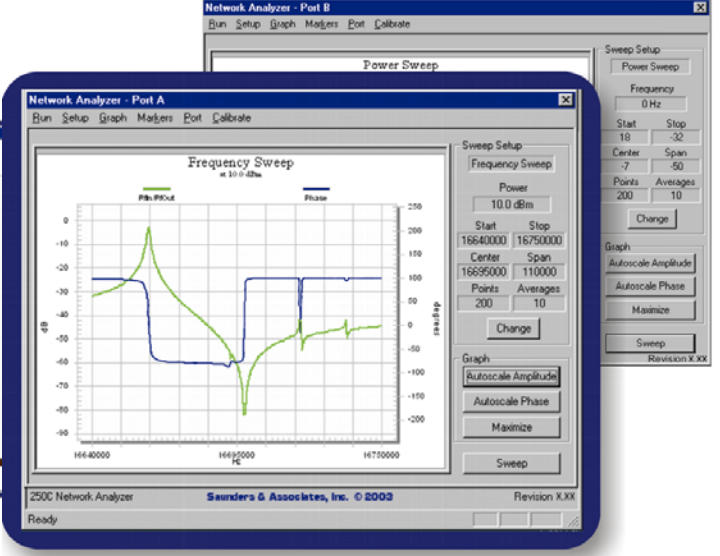 Network Analyzer - Port B
Run Setup Graph Markers Port Calibrate
Power Sweep
Sweep Setup
Power Sweep
Frequency
0 Hz
Start Stop
18 -32
Center Span
-7 -50
Points Averages
200 10
Change
Graph
Autoscale Amplitude
Autoscale Phase
Maximize
Sweep
Revision X.XX
Network Analyzer - Port A
Run Setup Graph Markers Port Calibrate
Frequency Sweep
at 10.0 dBm
Pfin/PfOut
Phase
0
-10
-20
-30
-40
-50
-60
-70
-80
-90
dB
250
200
150
100
50
0
-50
-100
-150
-200
degrees
16640000 16695000 16750000
Hz
Sweep Setup
Frequency Sweep
Power
10.0 dBm
Start Stop
16640000 16750000
Center Span
16695000 110000
Points Averages
200 10
Change
Graph
Autoscale Amplitude
Autoscale Phase
Maximize
Sweep
250C Network Analyzer Saunders & Associates, Inc. © 2003 Revision X.XX
Ready